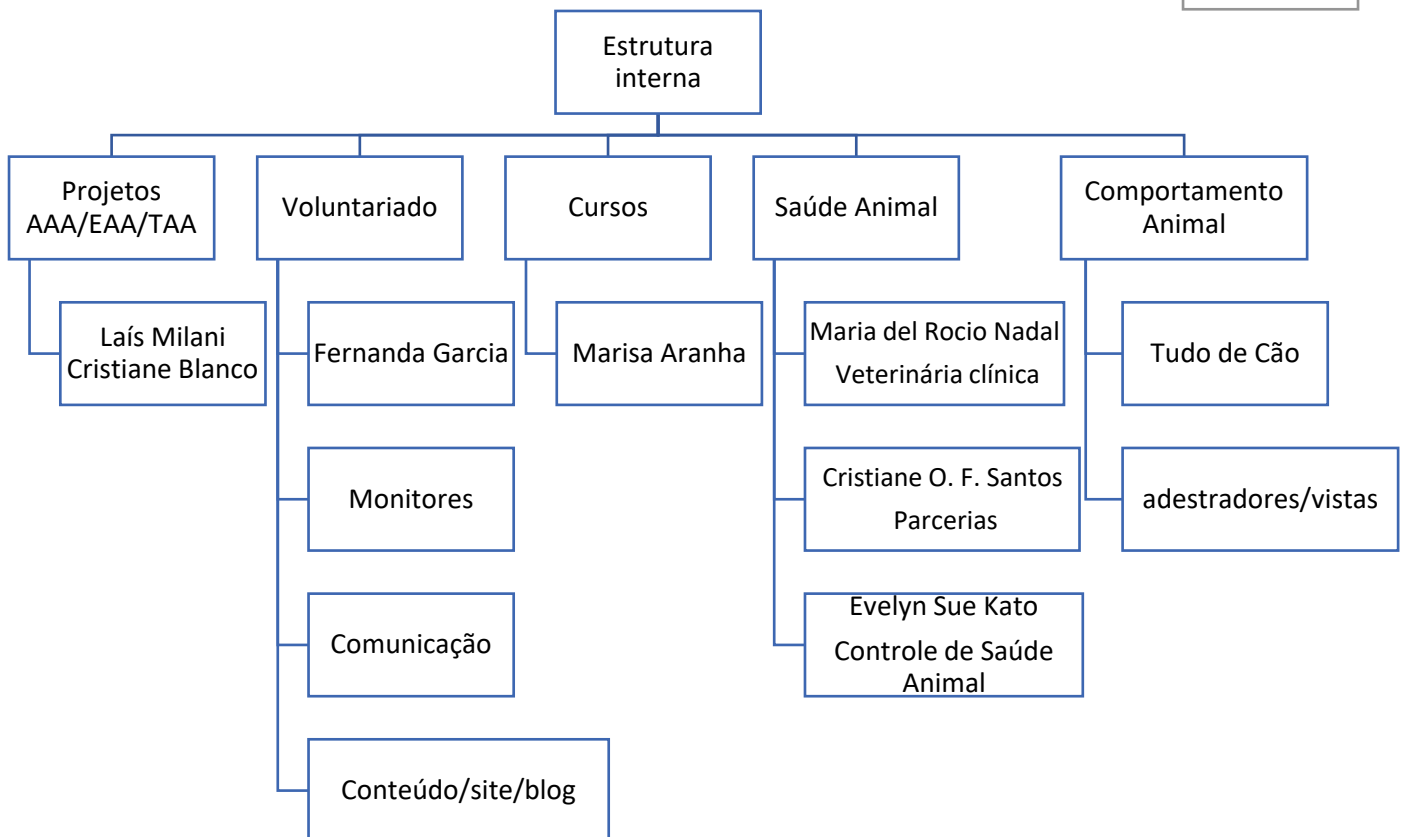 Estrutura
interna
Projetos
AAA/EAA/TAA
Voluntariado
Cursos
Saúde Animal
Comportamento
Animal
Laís Milani
Cristiane Blanco
Fernanda Garcia
Marisa Aranha
Maria del Rocio Nadal
Veterinária clínica
Tudo de Cão
Monitores
Cristiane O. F. Santos
Parcerias
adestradores/vistas
Comunicação
Evelyn Sue Kato
Controle de Saúde
Animal
Conteúdo/site/blog